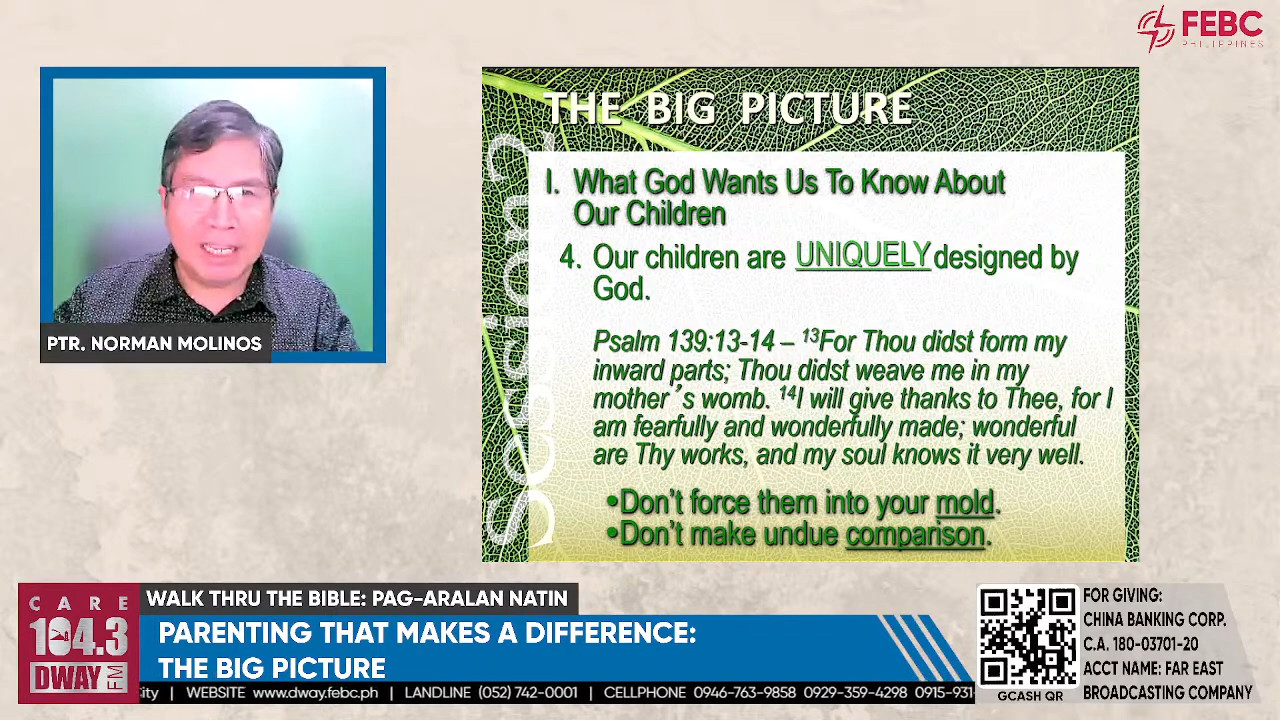 FEBC
PHILIPPINES
PTR. NORMAN MOLINOS
Session 2
THE BIG PICTURE
I. What God Wants Us To Know About
Our Children
4. Our children are UNIQUELY designed by
God.
Psalm 139:13-14 – 13For Thou didst form my
inward parts; Thou didst weave me in my
mother's womb. 14I will give thanks to Thee, for I
am fearfully and wonderfully made; wonderful
are Thy works, and my soul knows it very well.
•Don't force them into your mold.
•Don't make undue comparison.
CARE
104.3
DWAY FM
WALK THRU THE BIBLE: PAG-ARALAN NATIN
PARENTING THAT MAKES A DIFFERENCE:
THE BIG PICTURE
City | WEBSITE www.dway.febc.ph | LANDLINE (052) 742-0001 | CELLPHONE 0946-763-9858 0929-359-4298 0915-931
GCASH QR
FOR GIVING:
CHINA BANKING CORP.
C.A. 180-03701-20
ACCT NAME: FAR EAST
BROADCASTING COMPANY